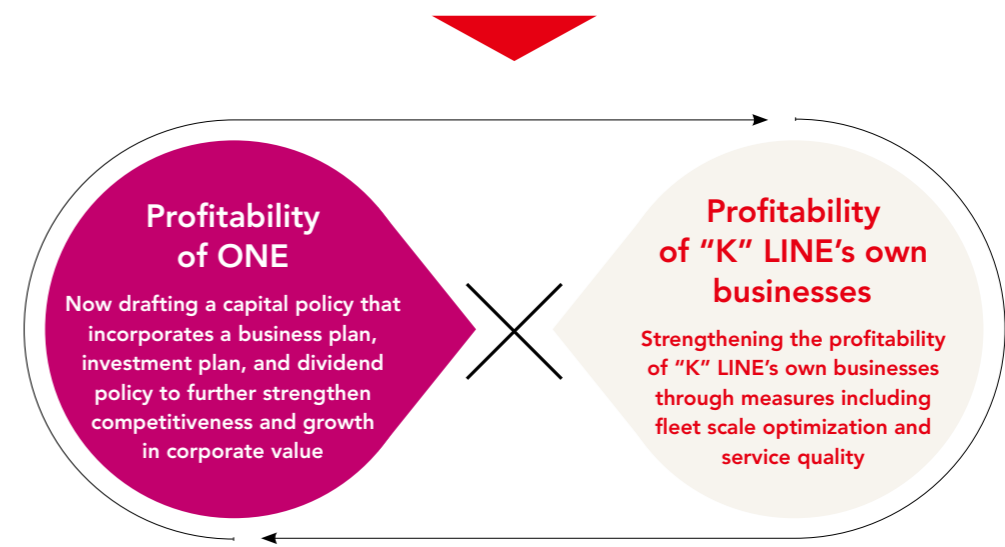 Profitability
of ONE
Now drafting a capital policy that
incorporates a business plan,
investment plan, and dividend
policy to further strengthen
competitiveness and growth
in corporate value
Profitability
of “K” LINE’s own
businesses
Strengthening the profitability
of “K” LINE’s own businesses
through measures including
fleet scale optimization and
service quality